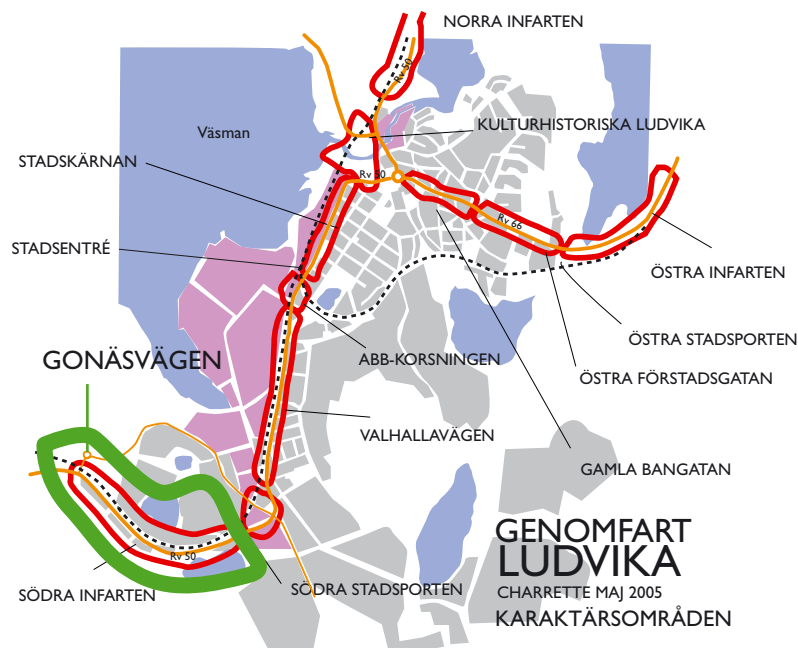 NORRA INFARTEN
Rv 50
Väsman
KULTURHISTORISKA LUDVIKA
STADSKÄRNAN
Rv 50
Rv 66
STADSENTRÉ
ÖSTRA INFARTEN
ÖSTRA STADSPORTEN
GONÄSVÄGEN
ABB-KORSNINGEN
ÖSTRA FÖRSTADSGATAN
VALHALLAVÄGEN
GAMLA BANGATAN
GENOMFART
LUDVIKA
Rv 50
SÖDRA INFARTEN
SÖDRA STADSPORTEN
CHARRETTE MAJ 2005
KARAKTÄRSOMRÅDEN